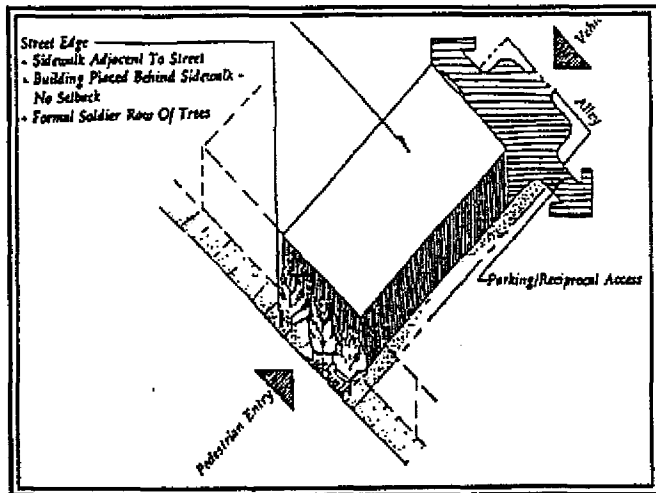 Street Edge
- Sidewalk Adjacent To Street
- Building Placed Behind Sidewalk -
No Setback
- Formal Soldier Row Of Trees
Alley
Parking/Reciprocal Access
Pedestrian Entry